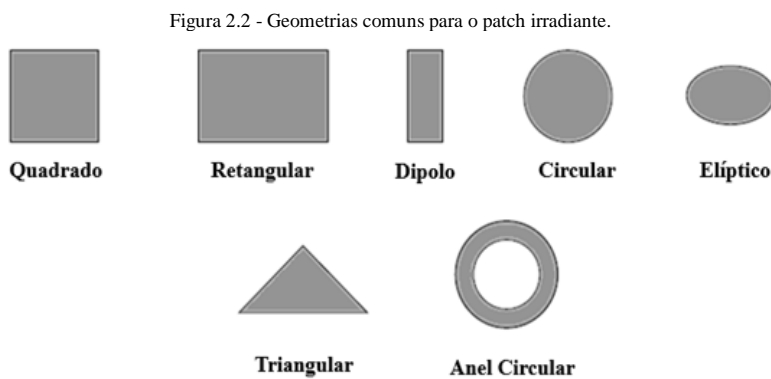 Figura 2.2 - Geometrias comuns para o patch irradiante.
Quadrado Retangular Dipolo Circular Elíptico
Triangular Anel Circular